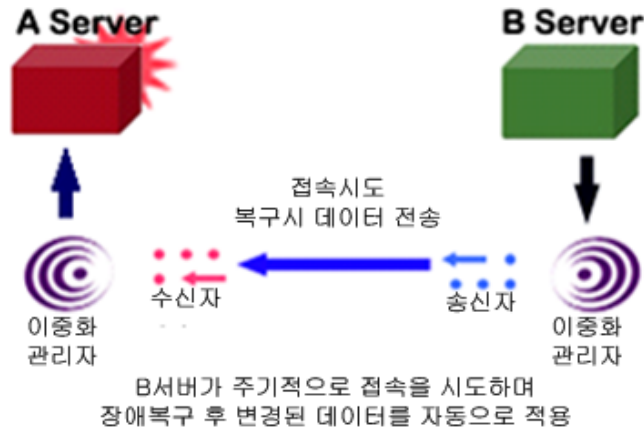 A Server
B Server
접속시도
복구시 데이터 전송
수신자
송신자
이중화
관리자
이중화
관리자
B서버가 주기적으로 접속을 시도하며
장애복구 후 변경된 데이터를 자동으로 적용